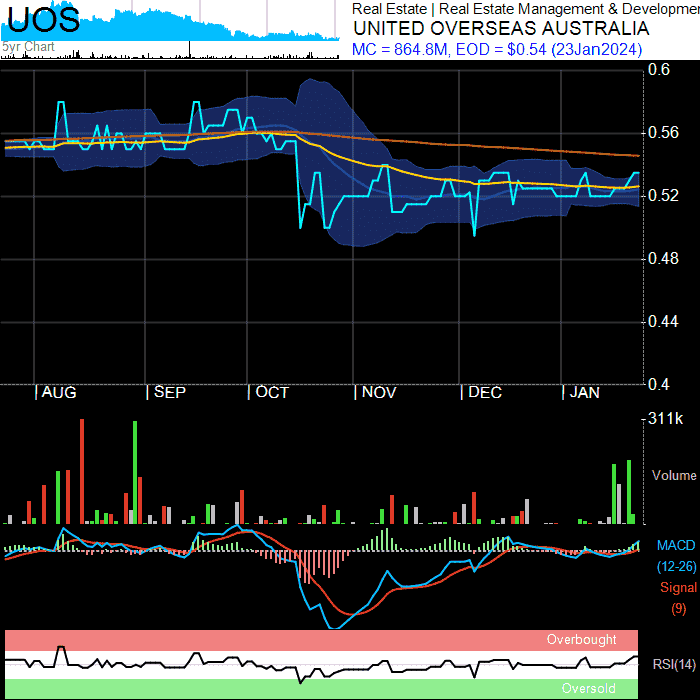 UOS
5yr Chart
Real Estate | Real Estate Management & Developmen
UNITED OVERSEAS AUSTRALIA
MC = 864.8M, EOD = $0.54 (23Jan2024)
0.6
0.56
0.52
0.48
0.44
0.4
| AUG | SEP | OCT | NOV | DEC | JAN
311k
Volume
MACD
(12-26)
Signal
(9)
Overbought
RSI(14)
Oversold